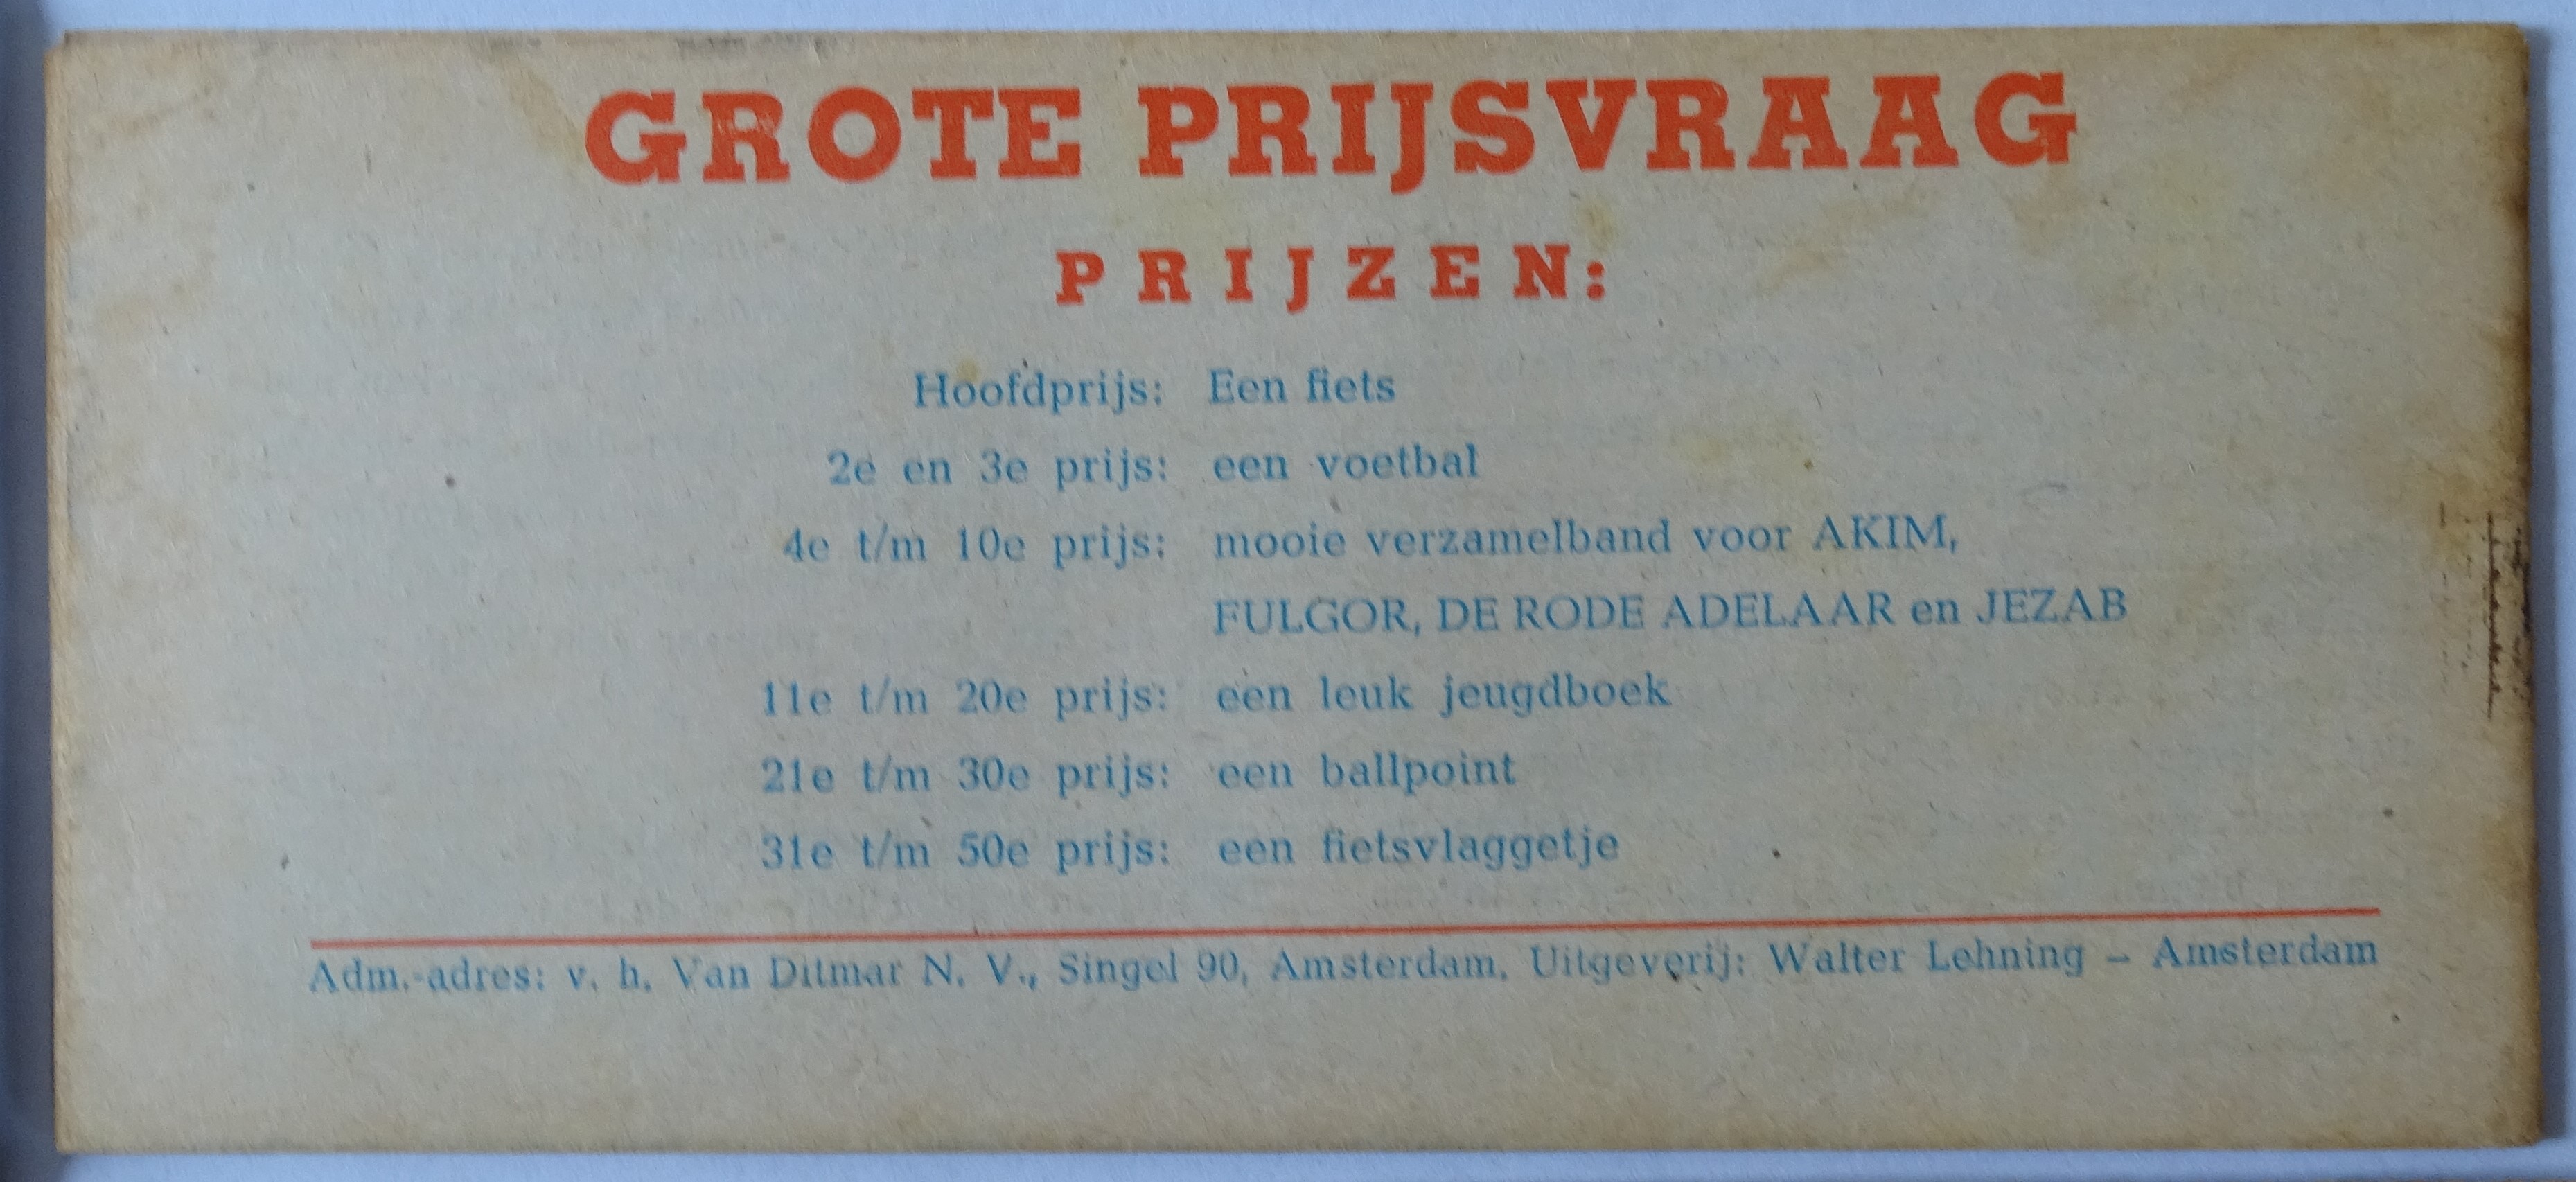 GROTE PRIJSVRAAG
PRIJZEN:
Hoofdprijs: Een fiets
2e en 3e prijs: een voetbal
4e t/m 10e prijs: mooie verzamelband voor AKIM,
FULGOR, DE RODE ADELAAR en JEZAB
11e t/m 20e prijs: een leuk jeugdboek
21e t/m 30e prijs: een ballpoint
31e t/m 50e prijs: een fietsvlaggetje
Adm.-adres: v. h. Van Ditmar N. V., Singel 90, Amsterdam, Uitgeverij: Walter Lehning – Amsterdam